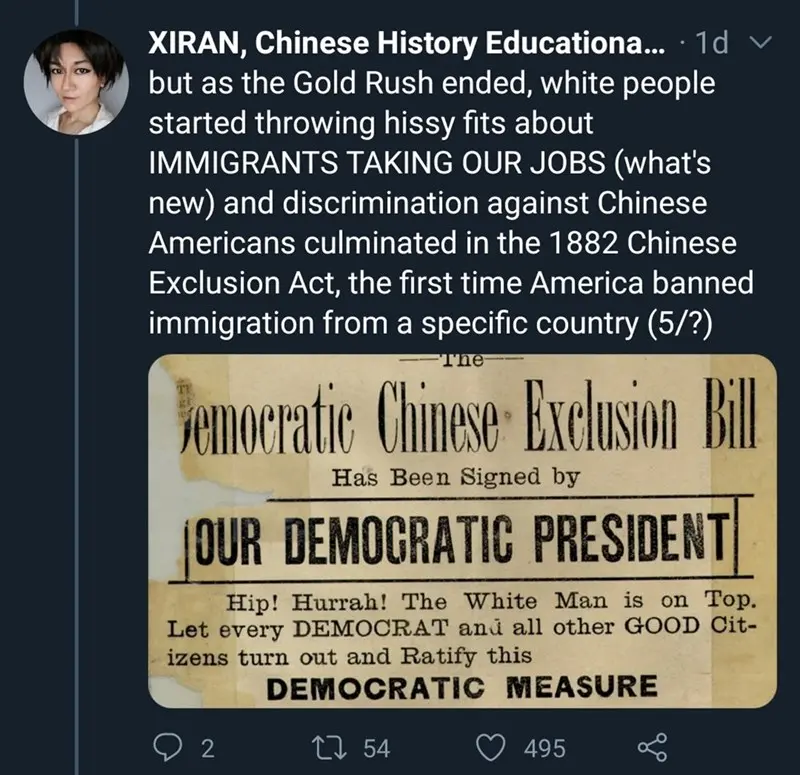 XIRAN, Chinese History Educationa... · 1d
but as the Gold Rush ended, white people
started throwing hissy fits about
IMMIGRANTS TAKING OUR JOBS (what's
new) and discrimination against Chinese
Americans culminated in the 1882 Chinese
Exclusion Act, the first time America banned
immigration from a specific country (5/?)
The
Democratic Chinese Exclusion Bill
Has Been Signed by
OUR DEMOCRATIC PRESIDENT
Hip! Hurrah! The White Man is on Top.
Let every DEMOCRAT and all other GOOD Cit-
izens turn out and Ratify this
DEMOCRATIC MEASURE
2 54 495